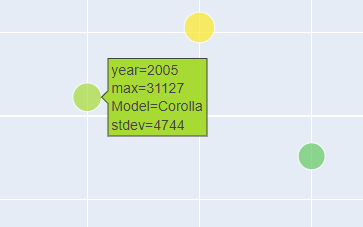 year=2005
max=31127
Model=Corolla
stdev=4744